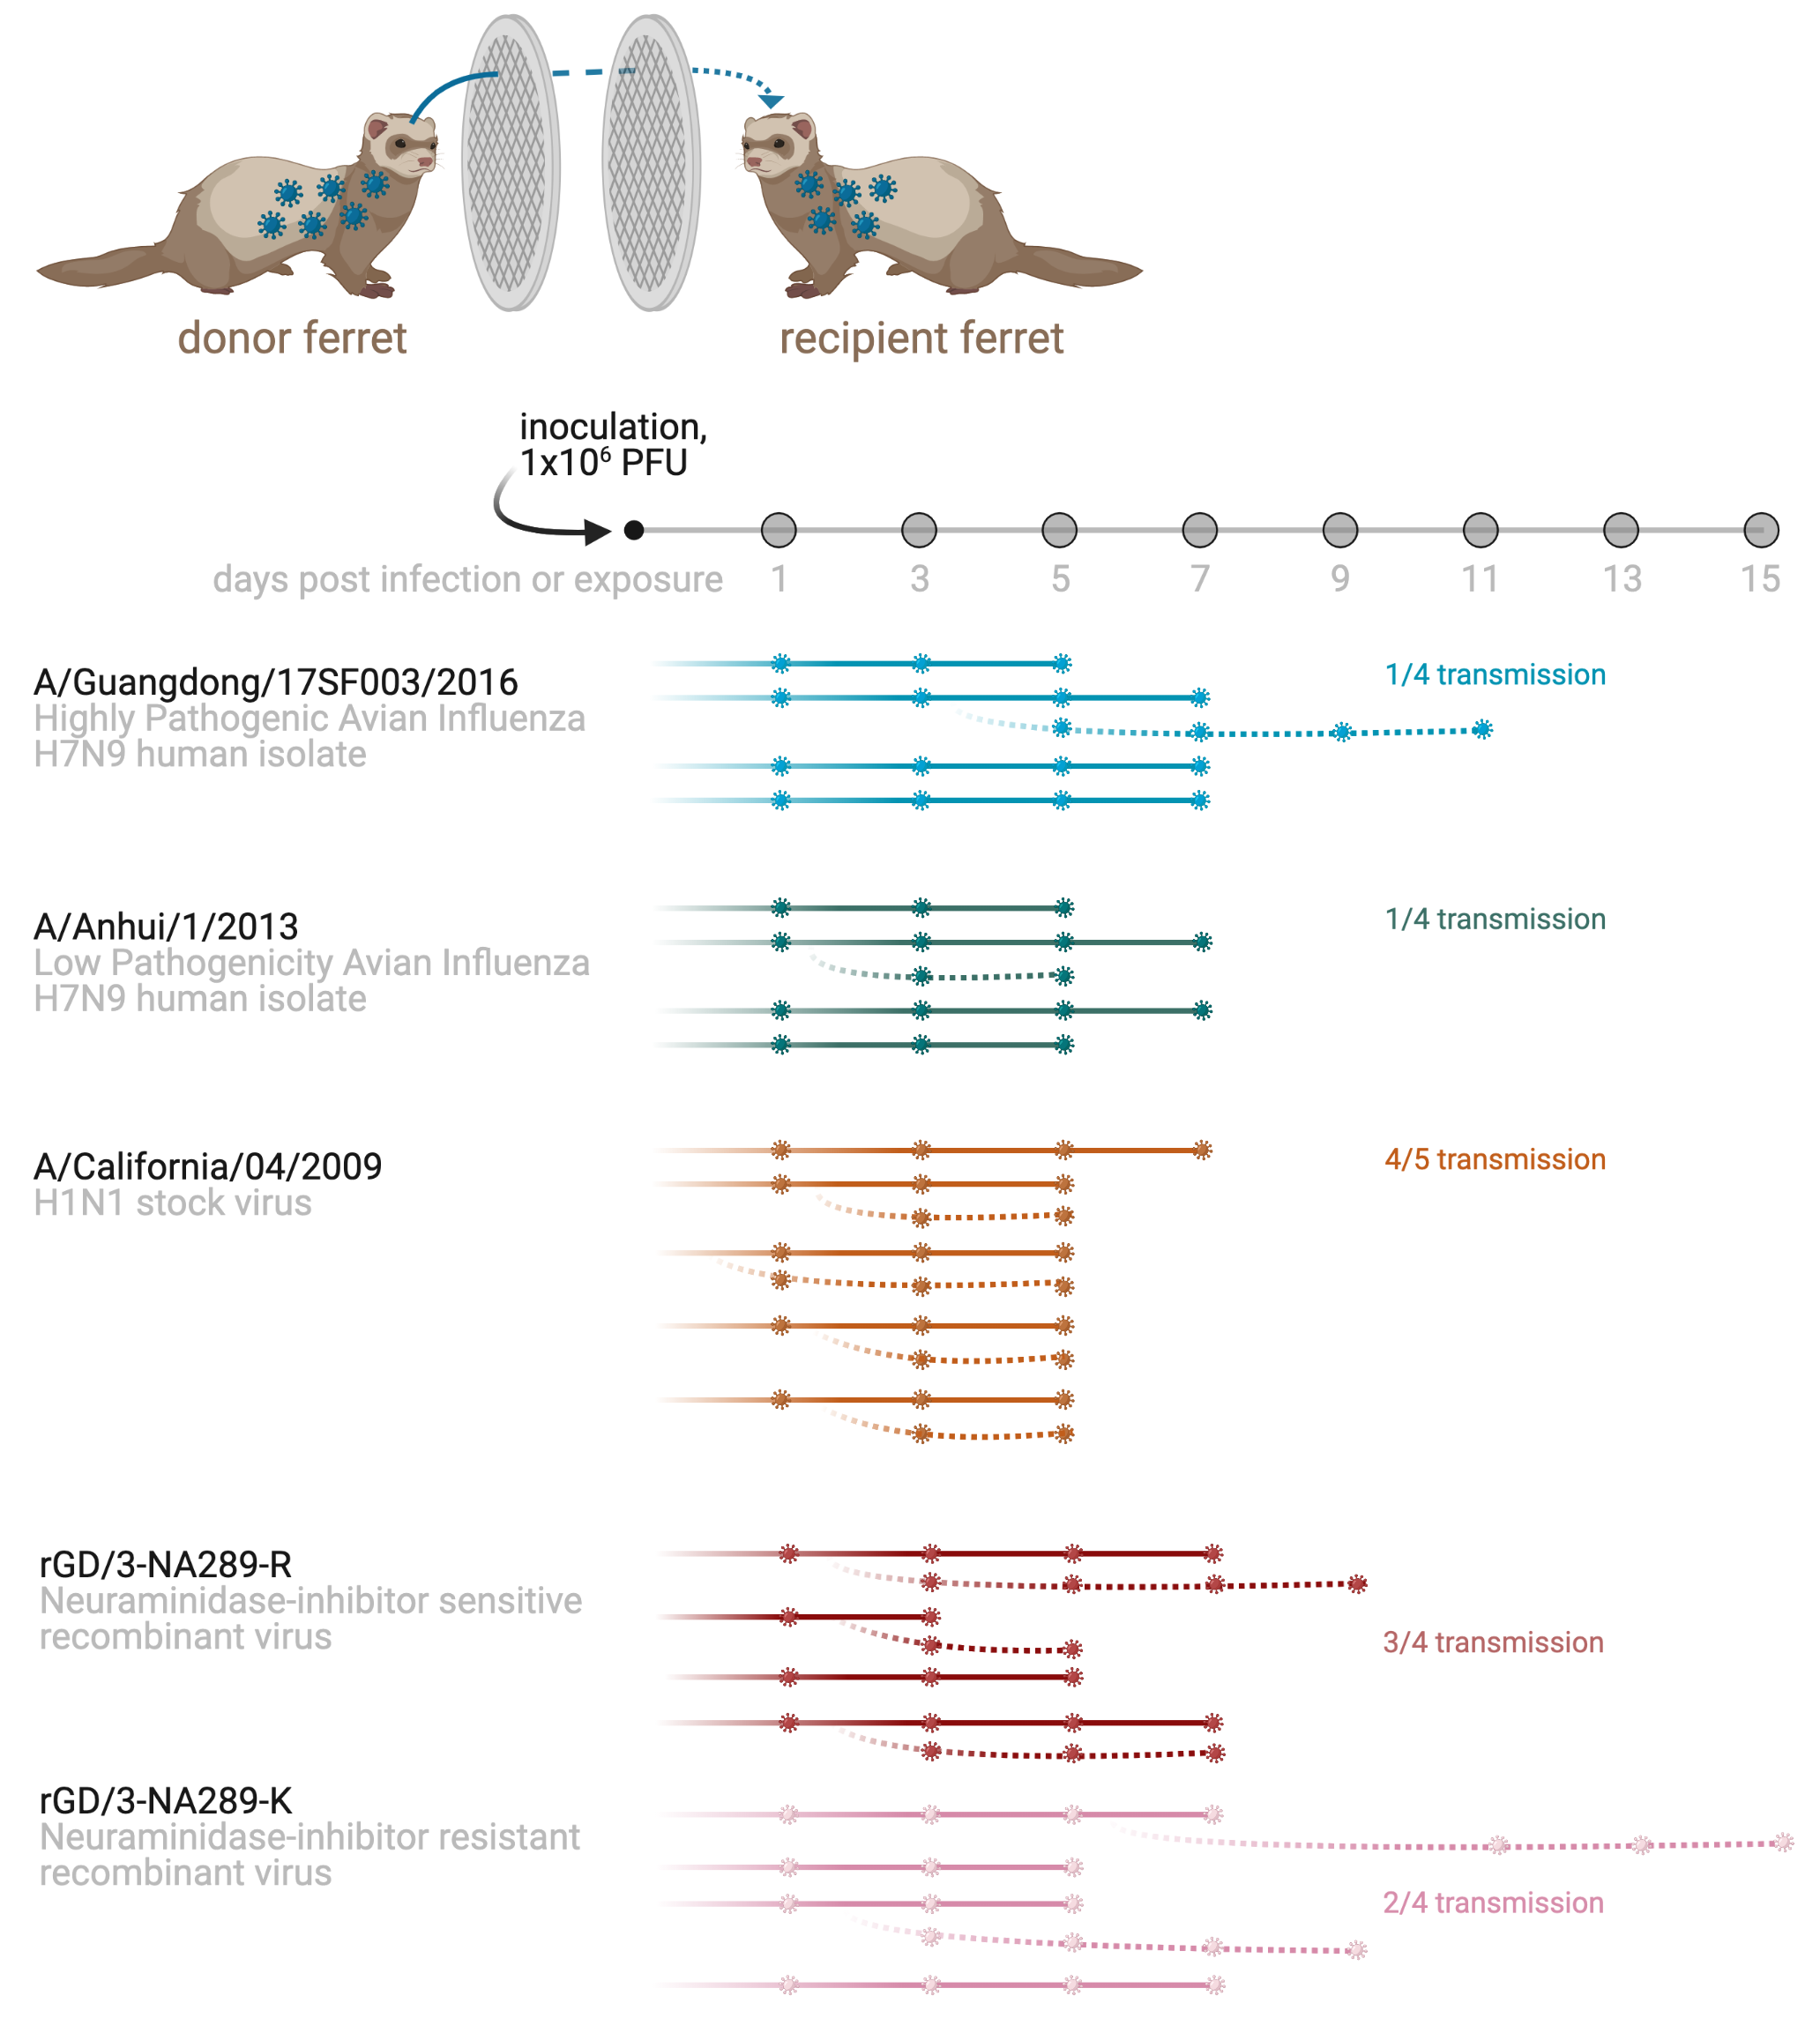 donor ferret
recipient ferret
inoculation,
1x10⁶ PFU
days post infection or exposure 1 3 5 7 9 11 13 15
A/Guangdong/17SF003/2016
Highly Pathogenic Avian Influenza
H7N9 human isolate
1/4 transmission
A/Anhui/1/2013
Low Pathogenicity Avian Influenza
H7N9 human isolate
1/4 transmission
A/California/04/2009
H1N1 stock virus
4/5 transmission
rGD/3-NA289-R
Neuraminidase-inhibitor sensitive
recombinant virus
3/4 transmission
rGD/3-NA289-K
Neuraminidase-inhibitor resistant
recombinant virus
2/4 transmission